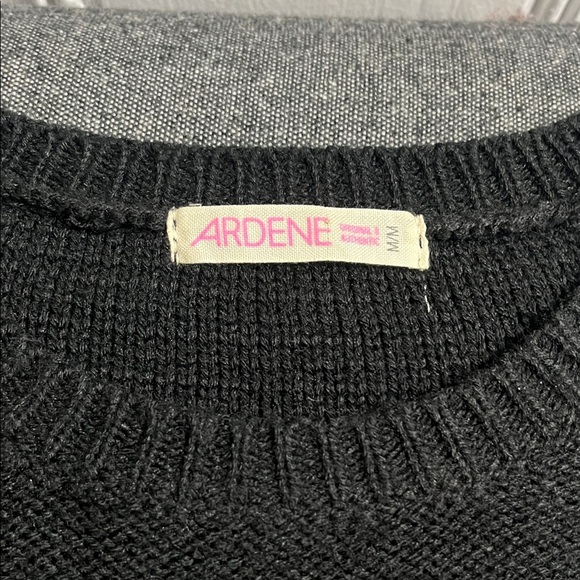 ARDENE
ORIGINAL &
AUTHENTIC
M/M